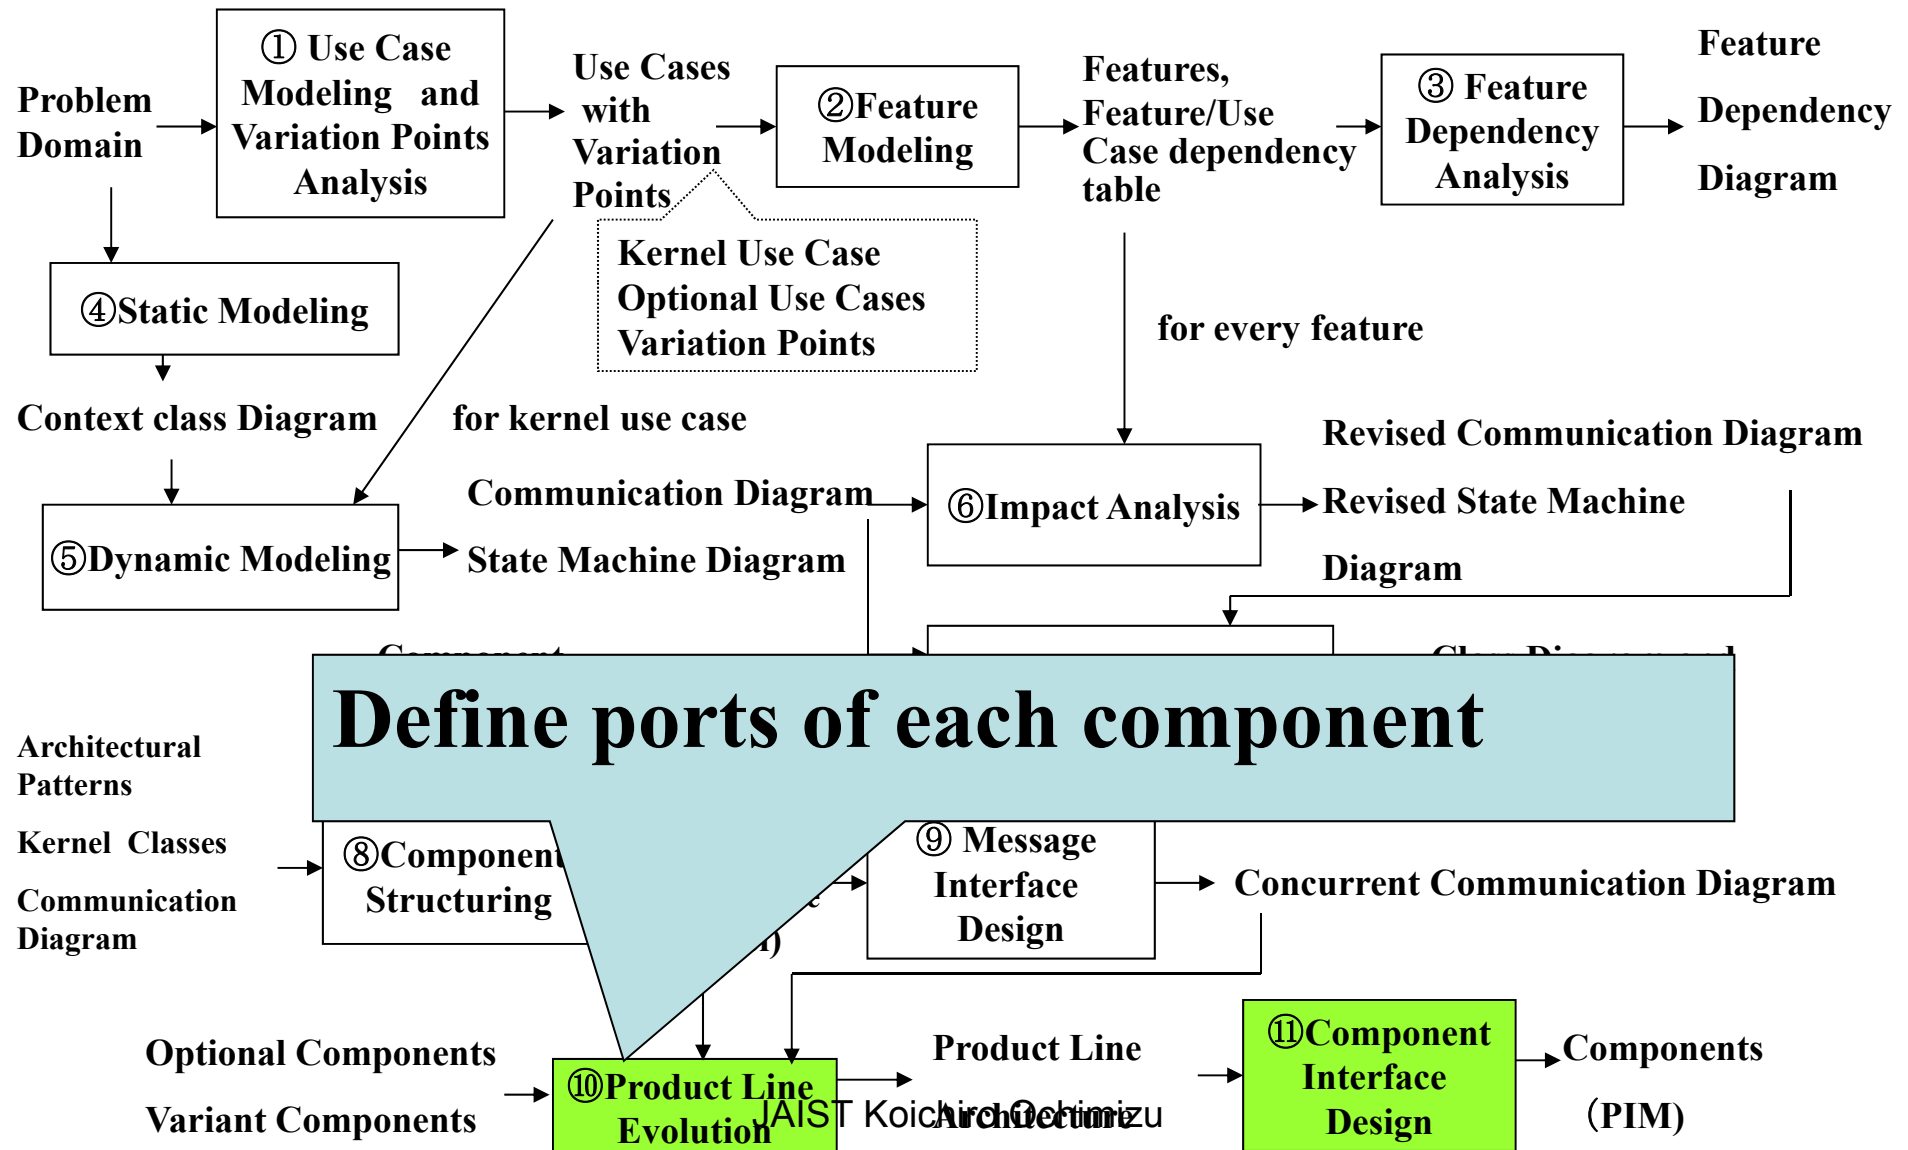 Problem
Domain
① Use Case
Modeling and
Variation Points
Analysis
Use Cases
with
Variation
Points
②Feature
Modeling
Features,
Feature/Use
Case dependency
table
③ Feature
Dependency
Analysis
Feature
Dependency
Diagram
Kernel Use Case
Optional Use Cases
Variation Points
④Static Modeling
for every feature
Context class Diagram
for kernel use case
Communication Diagram
State Machine Diagram
⑤Dynamic Modeling
⑥Impact Analysis
Revised Communication Diagram
Revised State Machine
Diagram
Component
Class Diagram and
Define ports of each component
Architectural
Patterns
Kernel Classes
Communication
Diagram
⑧Component
Structuring
⑨ Message
Interface
Design
Concurrent Communication Diagram
Optional Components
Variant Components
⑩Product Line
Evolution
Product Line
Architecture
⑪Component
Interface
Design
Components
（PIM)
JAIST Koichiro Ochimizu